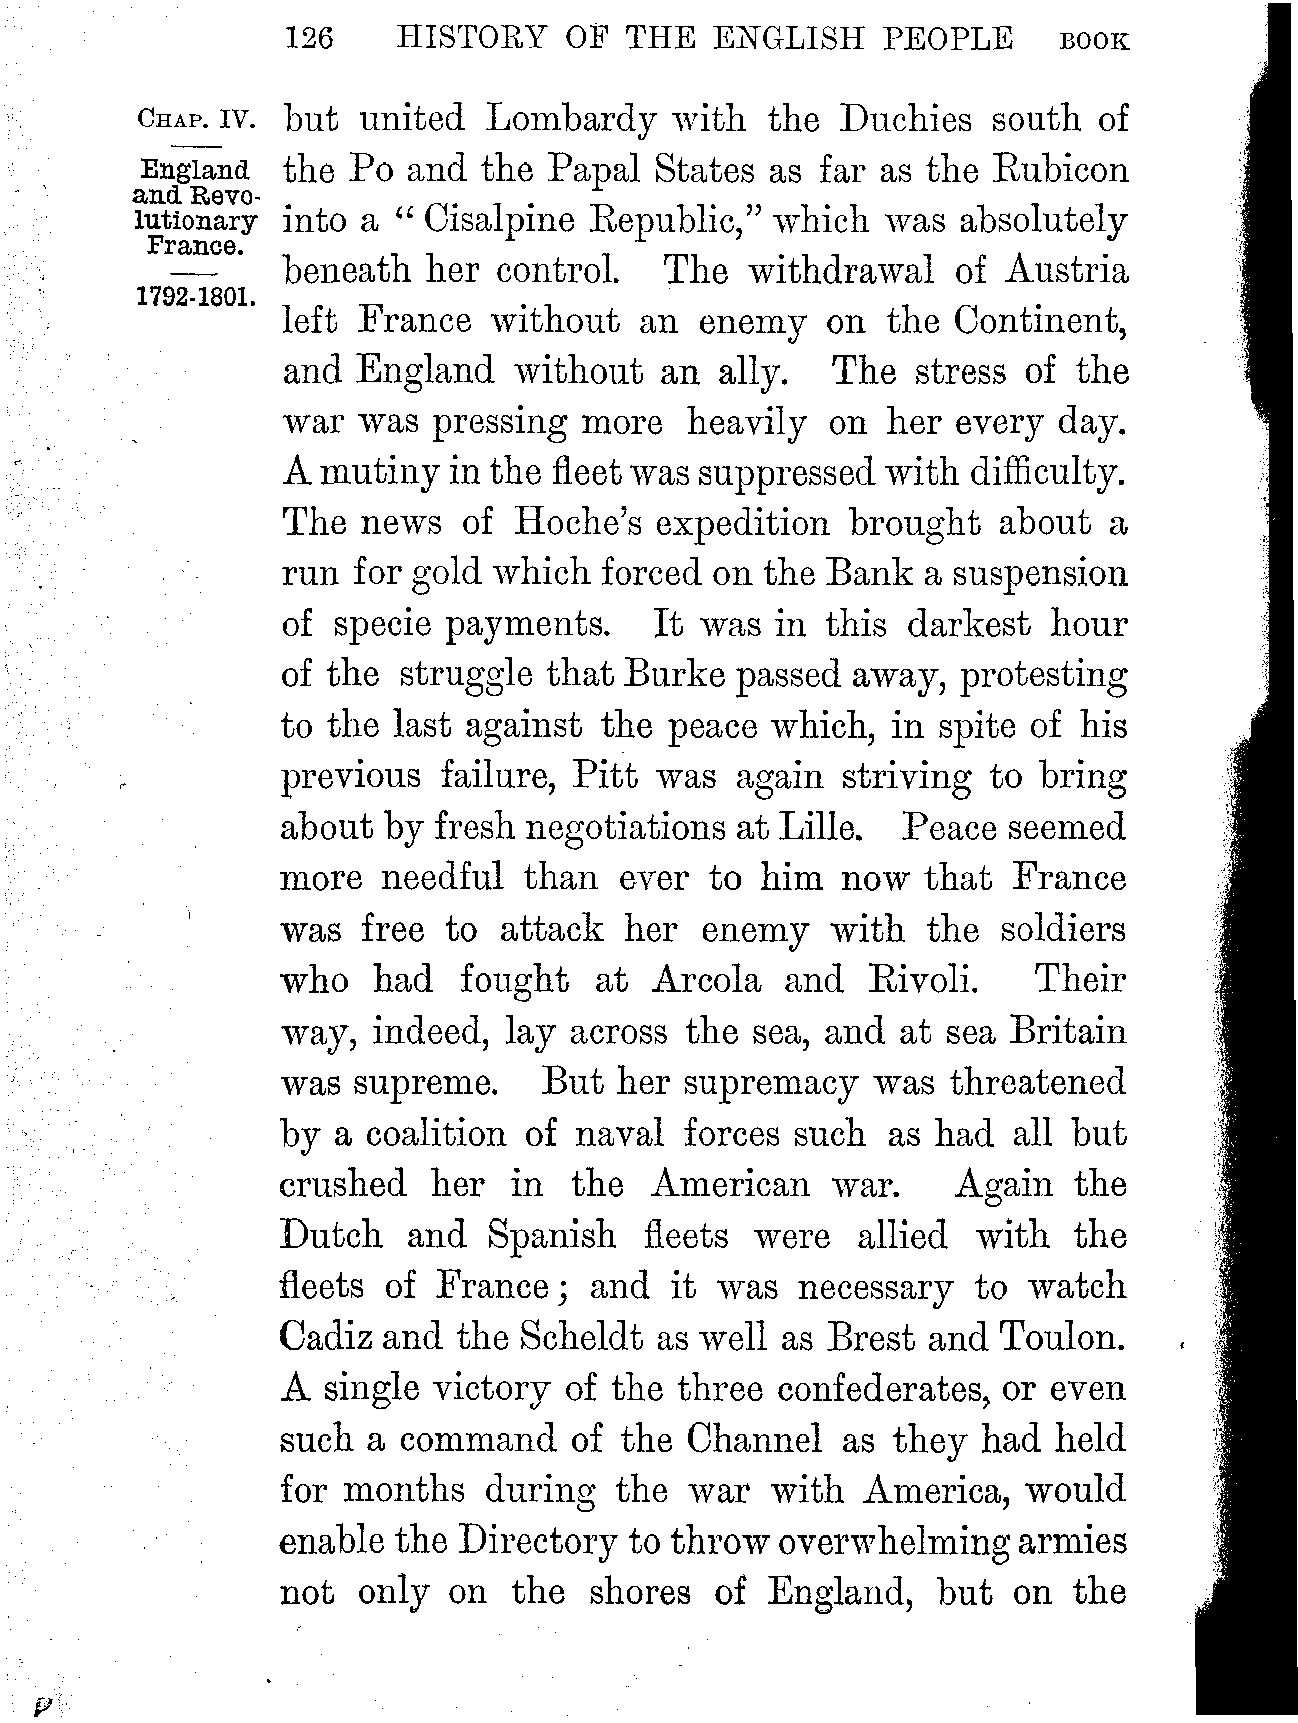 126 HISTORY OF THE ENGLISH PEOPLE BOOK
CHAP. IV.
England
and Revo-
lutionary
France.
1792-1801.
but united Lombardy with the Duchies south of
the Po and the Papal States as far as the Rubicon
into a “ Cisalpine Republic,” which was absolutely
beneath her control. The withdrawal of Austria
left France without an enemy on the Continent,
and England without an ally. The stress of the
war was pressing more heavily on her every day.
A mutiny in the fleet was suppressed with difficulty.
The news of Hoche's expedition brought about a
run for gold which forced on the Bank a suspension
of specie payments. It was in this darkest hour
of the struggle that Burke passed away, protesting
to the last against the peace which, in spite of his
previous failure, Pitt was again striving to bring
about by fresh negotiations at Lille. Peace seemed
more needful than ever to him now that France
was free to attack her enemy with the soldiers
who had fought at Arcola and Rivoli. Their
way, indeed, lay across the sea, and at sea Britain
was supreme. But her supremacy was threatened
by a coalition of naval forces such as had all but
crushed her in the American war. Again the
Dutch and Spanish fleets were allied with the
fleets of France; and it was necessary to watch
Cadiz and the Scheldt as well as Brest and Toulon.
A single victory of the three confederates, or even
such a command of the Channel as they had held
for months during the war with America, would
enable the Directory to throw overwhelming armies
not only on the shores of England, but on the